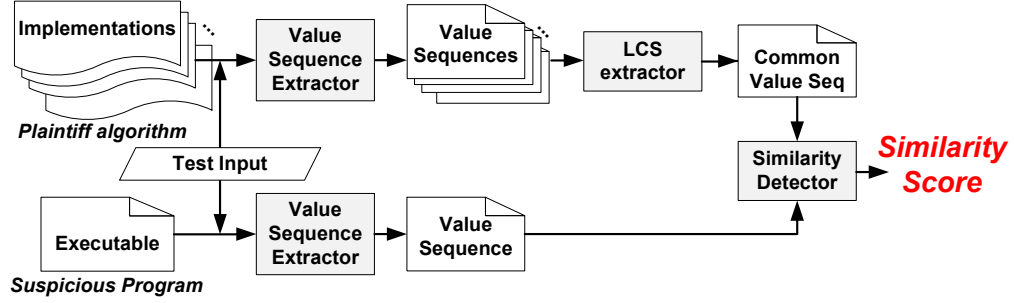 Implementations
Plaintiff algorithm
Value
Sequence
Extractor
Value
Sequences
LCS
extractor
Common
Value Seq
Test Input
Similarity
Detector
Similarity
Score
Executable
Suspicious Program
Value
Sequence
Extractor
Value
Sequence